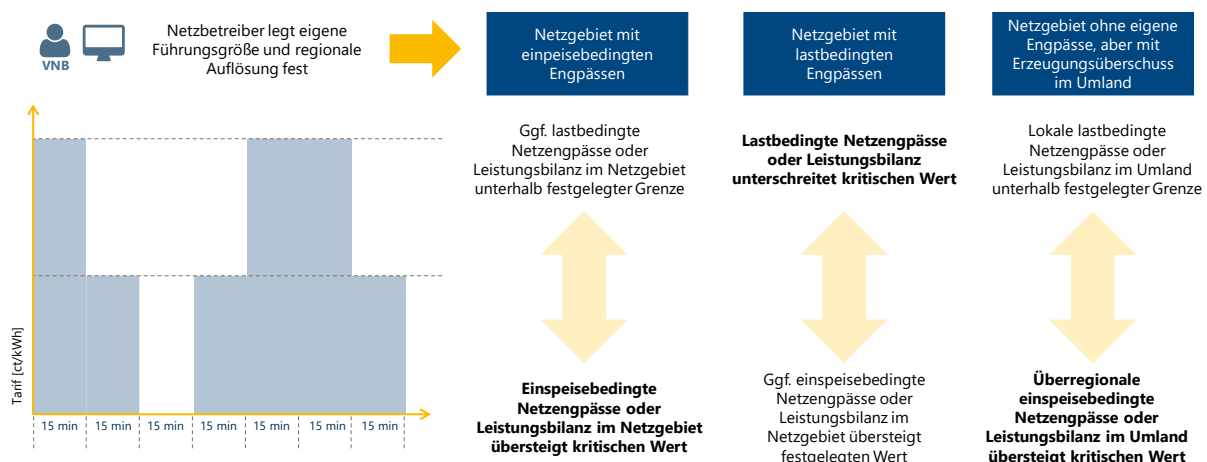 VNB
Netzbetreiber legt eigene
Führungsgröße und regionale
Auflösung fest
Netzgebiet mit
einpeisebedingten
Engpässen
Netzgebiet mit
lastbedingten
Engpässen
Netzgebiet ohne eigene
Engpässe, aber mit
Erzeugungsüberschuss
im Umland
Ggf. lastbedingte
Netzengpässe oder
Leistungsbilanz im Netzgebiet
unterhalb festgelegter Grenze
Lastbedingte Netzengpässe
oder Leistungsbilanz
unterschreitet kritischen Wert
Lokale lastbedingte
Netzengpässe oder
Leistungsbilanz im Umland
unterhalb festgelegter Grenze
Tarif [ct/kWh]
15 min 15 min 15 min 15 min 15 min 15 min 15 min
Einspeisebedingte
Netzengpässe oder
Leistungsbilanz im Netzgebiet
übersteigt kritischen Wert
Ggf. einspeisebedingte
Netzengpässe oder
Leistungsbilanz im
Netzgebiet übersteigt
festgelegten Wert
Überregionale
einspeisebedingte
Netzengpässe oder
Leistungsbilanz im Umland
übersteigt kritischen Wert